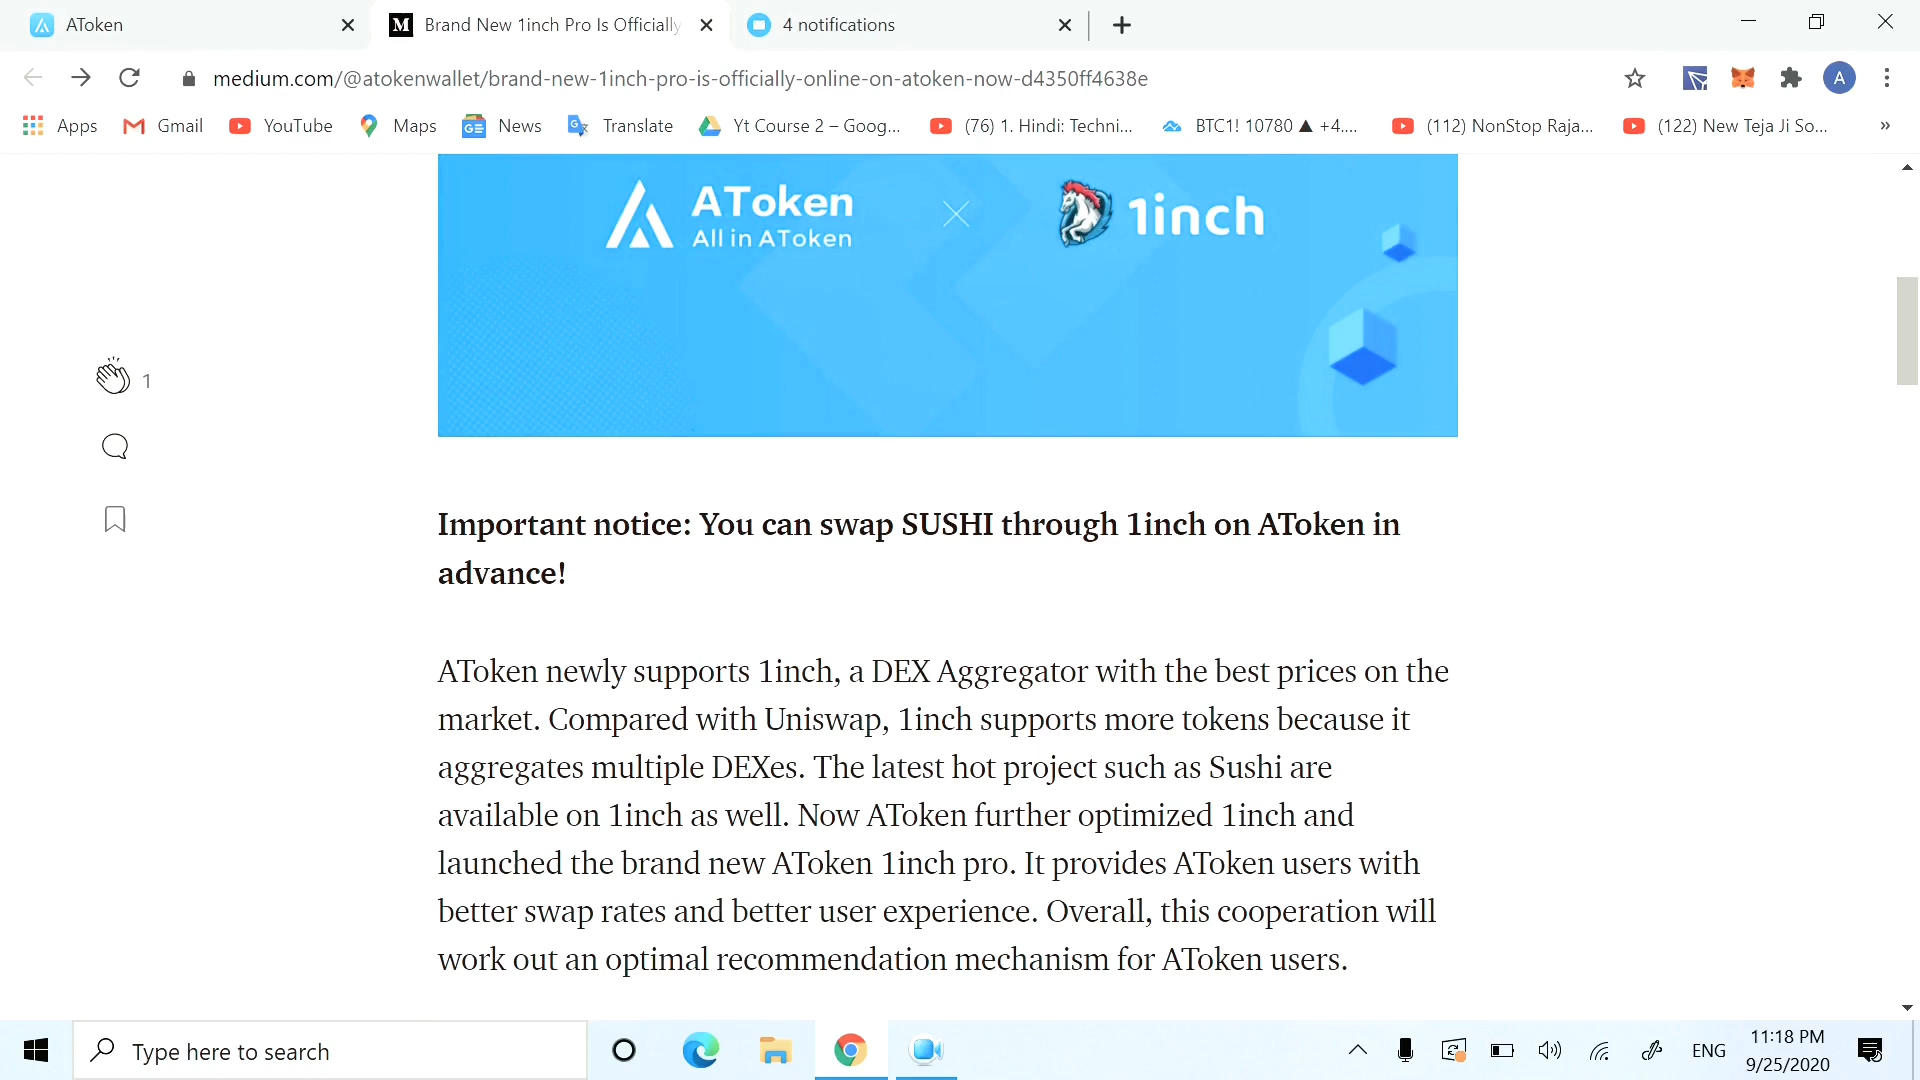 AToken
Brand New 1inch Pro Is Officially
4 notifications
medium.com/@atokenwallet/brand-new-1inch-pro-is-officially-online-on-atoken-now-d4350ff4638e
A
Apps
Gmail
YouTube
Maps
News
Translate
Yt Course 2 – Goog...
(76) 1. Hindi: Techni...
BTC1! 10780 ▲ +4....
(112) NonStop Raja...
(122) New Teja Ji So...
»
AToken
All in AToken
1inch
1
Important notice: You can swap SUSHI through 1inch on AToken in
advance!
AToken newly supports 1inch, a DEX Aggregator with the best prices on the
market. Compared with Uniswap, 1inch supports more tokens because it
aggregates multiple DEXes. The latest hot project such as Sushi are
available on 1inch as well. Now AToken further optimized 1inch and
launched the brand new AToken 1inch pro. It provides AToken users with
better swap rates and better user experience. Overall, this cooperation will
work out an optimal recommendation mechanism for AToken users.
Type here to search
ENG
11:18 PM
9/25/2020